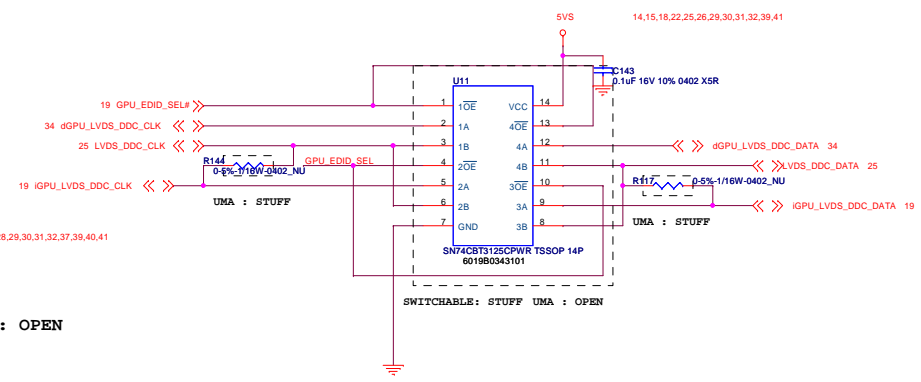 5VS 14,15,18,22,25,26,29,30,31,32,39,41
C143
0.1uF 16V 10% 0402 X5R
U11
19 GPU_EDID_SEL# 1 1OE VCC 14
34 dGPU_LVDS_DDC_CLK 2 1A 4OE 13
25 LVDS_DDC_CLK 3 1B 4A 12 dGPU_LVDS_DDC_DATA 34
R144 GPU_EDID_SEL 4 2OE 4B 11 LVDS_DDC_DATA 25
0-5%-1/16W-0402_NU
19 iGPU_LVDS_DDC_CLK 5 2A 3OE 10 R117 0-5%-1/16W-0402_NU
UMA : STUFF 6 2B 3A 9 iGPU_LVDS_DDC_DATA 19
7 GND 3B 8 UMA : STUFF
28,29,30,31,32,37,39,40,41
SN74CBT3125CPWR TSSOP 14P
6019B0343101
SWITCHABLE: STUFF UMA : OPEN
: OPEN